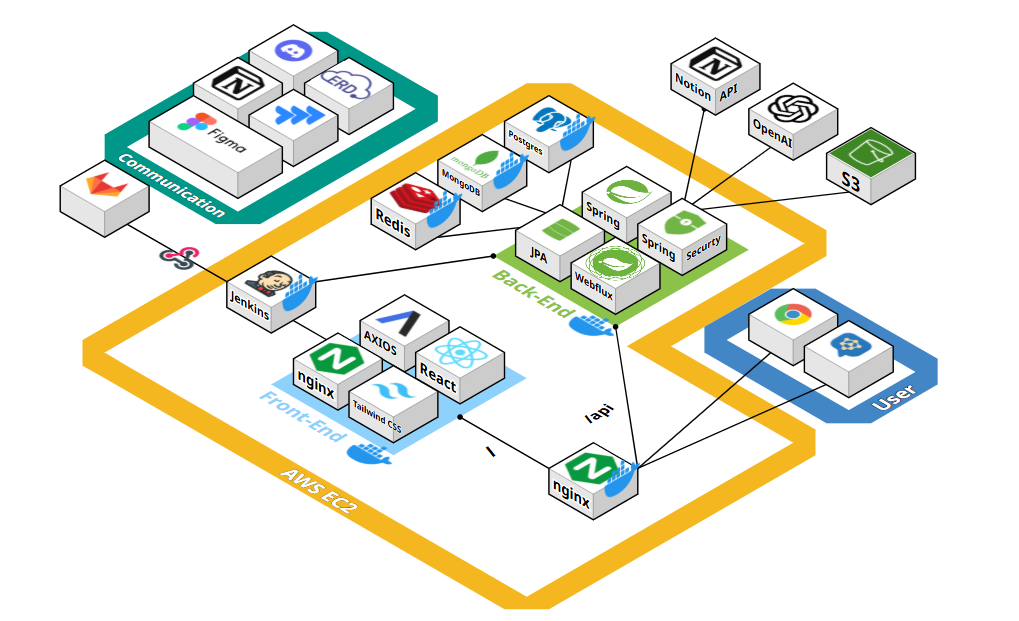 ERD
Figma
Communication
Notion API
OpenAI
S3
Postgres
mongoDB
MongoDB
Redis
Spring
Spring Securty
JPA
Webflux
Back-End
Jenkins
AXIOS
nginx
React
Tailwind CSS
Front-End
User
/api
/
nginx
AWS EC2